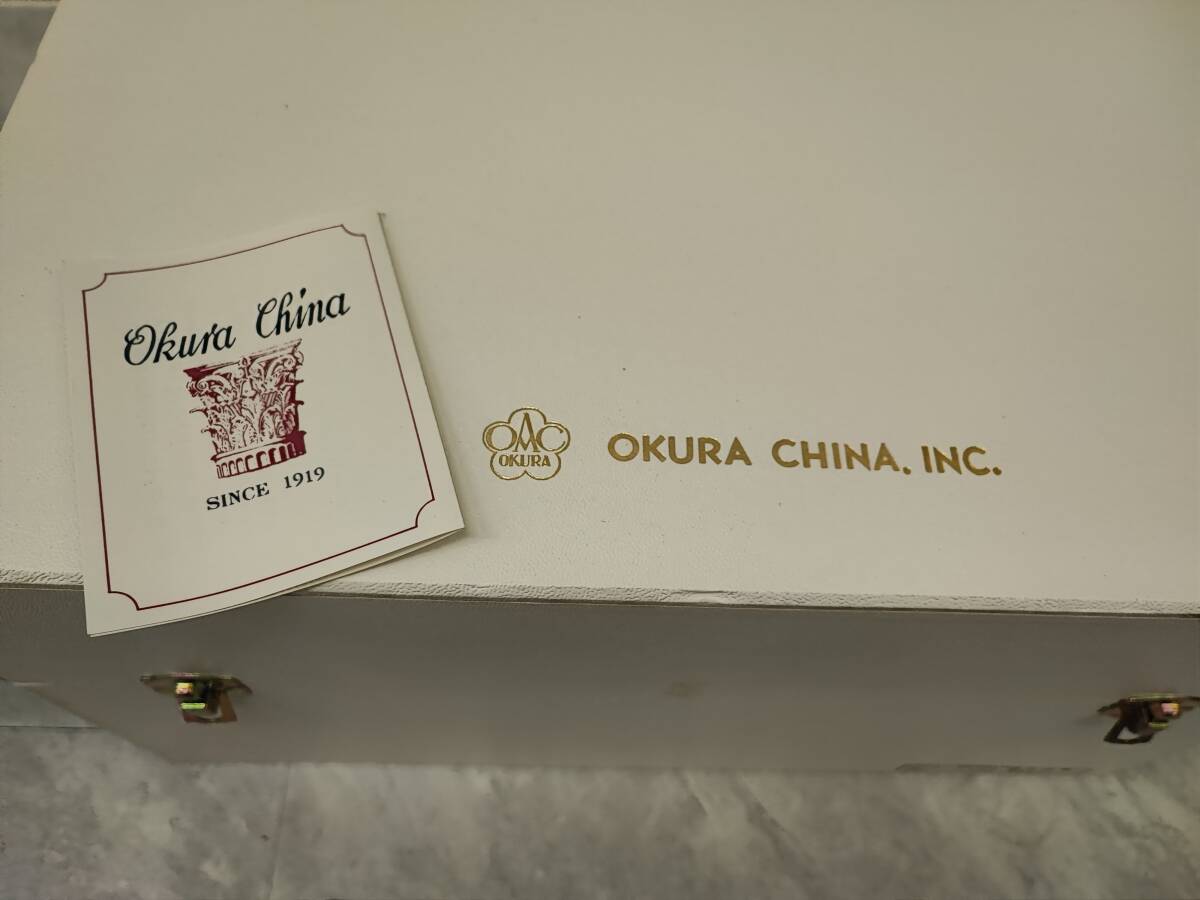 Okura China
SINCE 1919
OAC
OKURA
OKURA CHINA, INC.